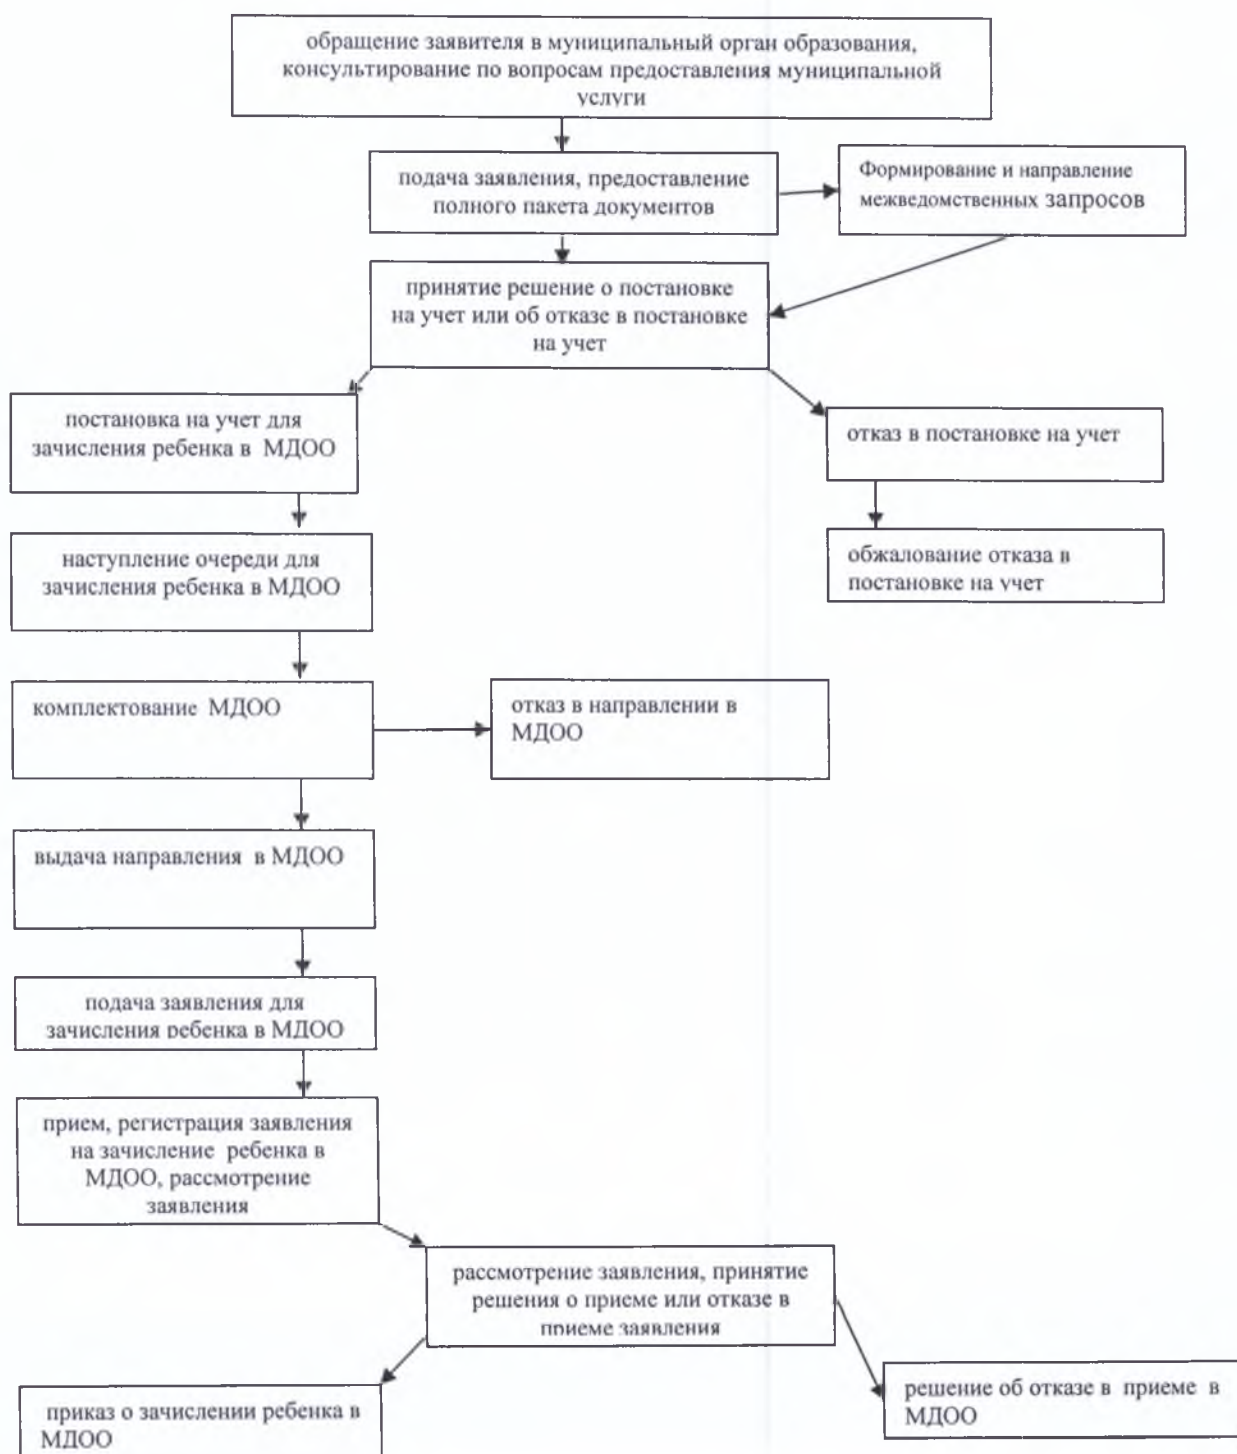 обращение заявителя в муниципальный орган образования,
консультирование по вопросам предоставления муниципальной
услуги
подача заявления, предоставление
полного пакета документов
Формирование и направление
межведомственных запросов
принятие решение о постановке
на учет или об отказе в постановке
на учет
постановка на учет для
зачисления ребенка в МДОО
отказ в постановке на учет
наступление очереди для
зачисления ребенка в МДОО
обжалование отказа в
постановке на учет
комплектование МДОО
отказ в направлении в
МДОО
выдача направления в МДОО
подача заявления для
зачисления ребенка в МДОО
прием, регистрация заявления
на зачисление ребенка в
МДОО, рассмотрение
заявления
рассмотрение заявления, принятие
решения о приеме или отказе в
приеме заявления
приказ о зачислении ребенка в
МДОО
решение об отказе в приеме в
МДОО